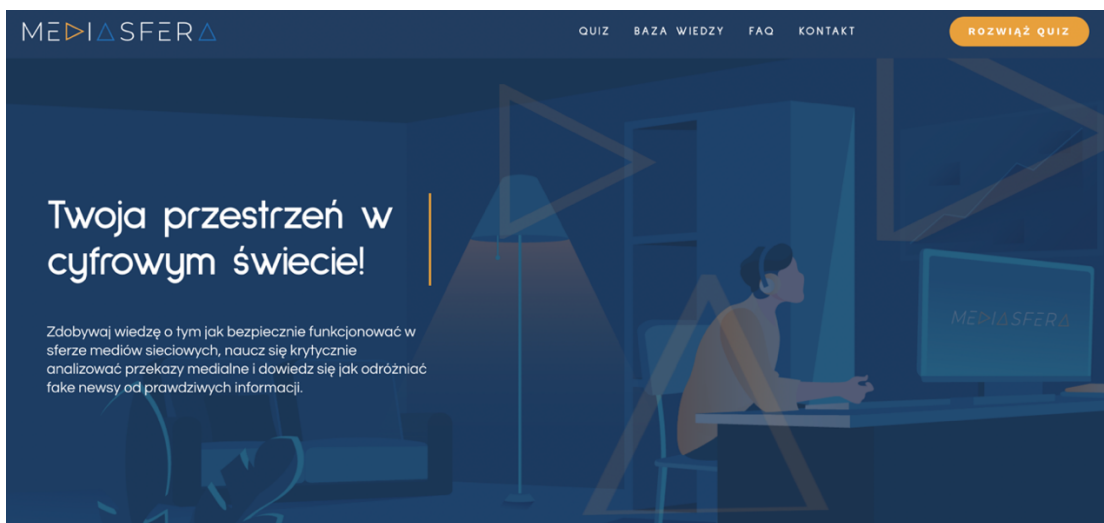 MEDIASFERA
QUIZ BAZA WIEDZY FAQ KONTAKT
ROZWIĄŻ QUIZ
Twoja przestrzeń w
cyfrowym świecie!
Zdobywaj wiedzę o tym jak bezpiecznie funkcjonować w
sferze mediów sieciowych, naucz się krytycznie
analizować przekazy medialne i dowiedz się jak odróżniać
fake newsy od prawdziwych informacji.
MEDIASFERA